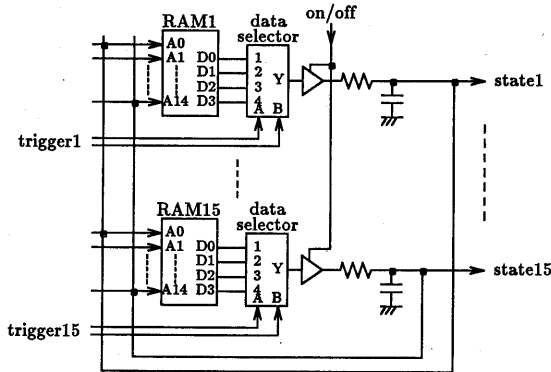 RAM1
data
selector
on/off
A0
A1
A14
D0
D1
D2
D3
1
2
3
4
Y
A B
state1
trigger1
RAM15
data
selector
A0
A1
A14
D0
D1
D2
D3
1
2
3
4
Y
A B
state15
trigger15